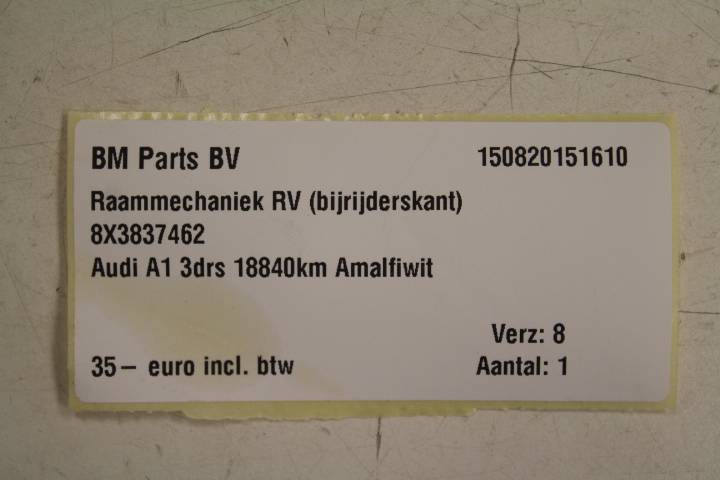 BM Parts BV 150820151610
Raammechaniek RV (bijrijderskant)
8X3837462
Audi A1 3drs 18840km Amalfiwit
Verz: 8
35– euro incl. btw Aantal: 1